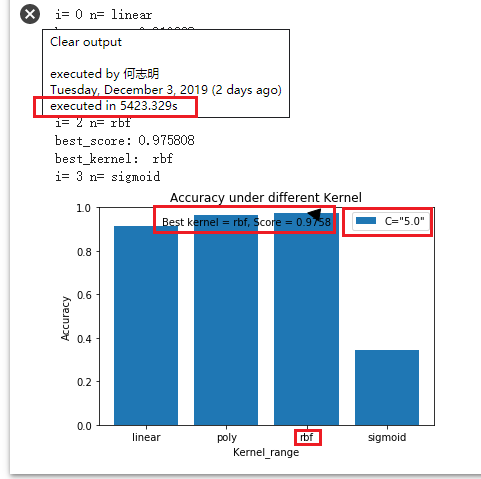 i= 0 n= linear
Clear output
executed by 何志明
Tuesday, December 3, 2019 (2 days ago)
executed in 5423.329s
i= 2 n= rbf
best_score: 0.975808
best_kernel: rbf
i= 3 n= sigmoid
Accuracy under different Kernel
Best kernel = rbf, Score = 0.9758
C="5.0"
1.0
0.8
0.6
0.4
0.2
0.0
Accuracy
linear poly rbf sigmoid
Kernel_range